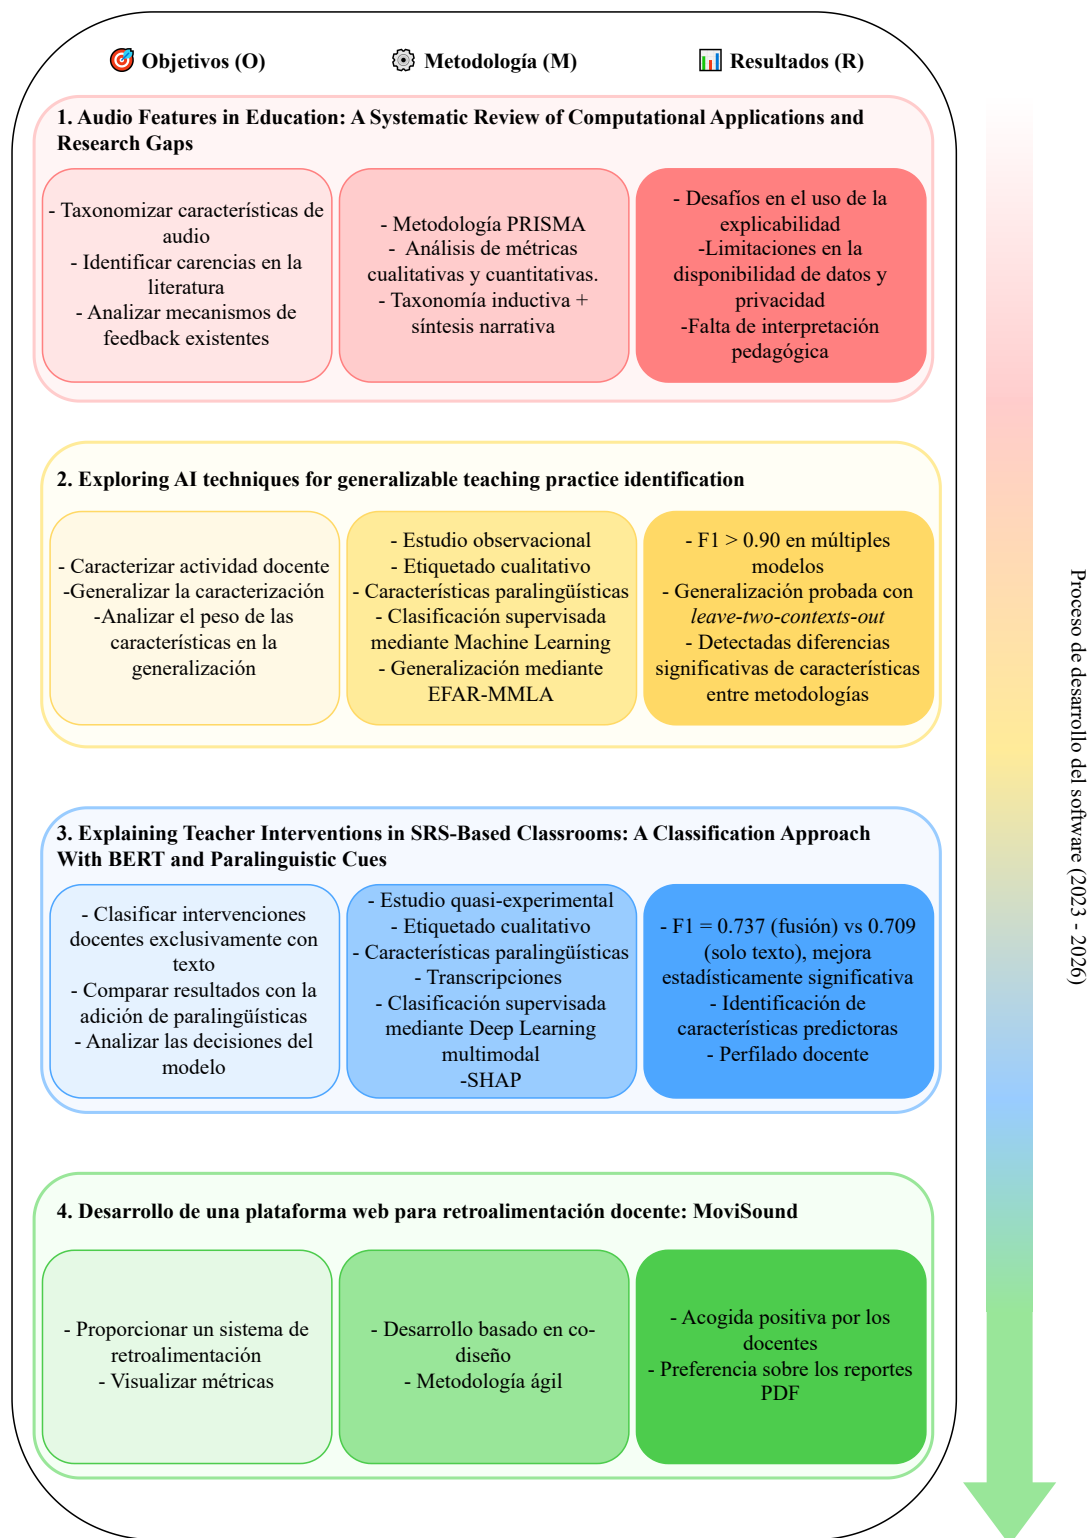 Objetivos (O)
Metodología (M)
Resultados (R)
1. Audio Features in Education: A Systematic Review of Computational Applications and
Research Gaps
- Taxonomizar características de
audio
- Identificar carencias en la
literatura
- Analizar mecanismos de
feedback existentes
- Metodología PRISMA
- Análisis de métricas
cualitativas y cuantitativas.
- Taxonomía inductiva +
síntesis narrativa
- Desafíos en el uso de la
explicabilidad
-Limitaciones en la
disponibilidad de datos y
privacidad
-Falta de interpretación
pedagógica
2. Exploring AI techniques for generalizable teaching practice identification
- Caracterizar actividad docente
-Generalizar la caracterización
-Analizar el peso de las
características en la
generalización
- Estudio observacional
- Etiquetado cualitativo
- Características paralingüísticas
- Clasificación supervisada
mediante Machine Learning
- Generalización mediante
EFAR-MMLA
- F1 > 0.90 en múltiples
modelos
- Generalización probada con
leave-two-contexts-out
- Detectadas diferencias
significativas de características
entre metodologías
3. Explaining Teacher Interventions in SRS-Based Classrooms: A Classification Approach
With BERT and Paralinguistic Cues
- Clasificar intervenciones
docentes exclusivamente con
texto
- Comparar resultados con la
adición de paralingüísticas
- Analizar las decisiones del
modelo
- Estudio quasi-experimental
- Etiquetado cualitativo
- Características paralingüísticas
- Transcripciones
- Clasificación supervisada
mediante Deep Learning
multimodal
-SHAP
- F1 = 0.737 (fusión) vs 0.709
(solo texto), mejora
estadísticamente significativa
- Identificación de
características predictoras
- Perfilado docente
4. Desarrollo de una plataforma web para retroalimentación docente: MoviSound
- Proporcionar un sistema de
retroalimentación
- Visualizar métricas
- Desarrollo basado en co-
diseño
- Metodología ágil
- Acogida positiva por los
docentes
- Preferencia sobre los reportes
PDF
Proceso de desarrollo del software (2023 - 2026)